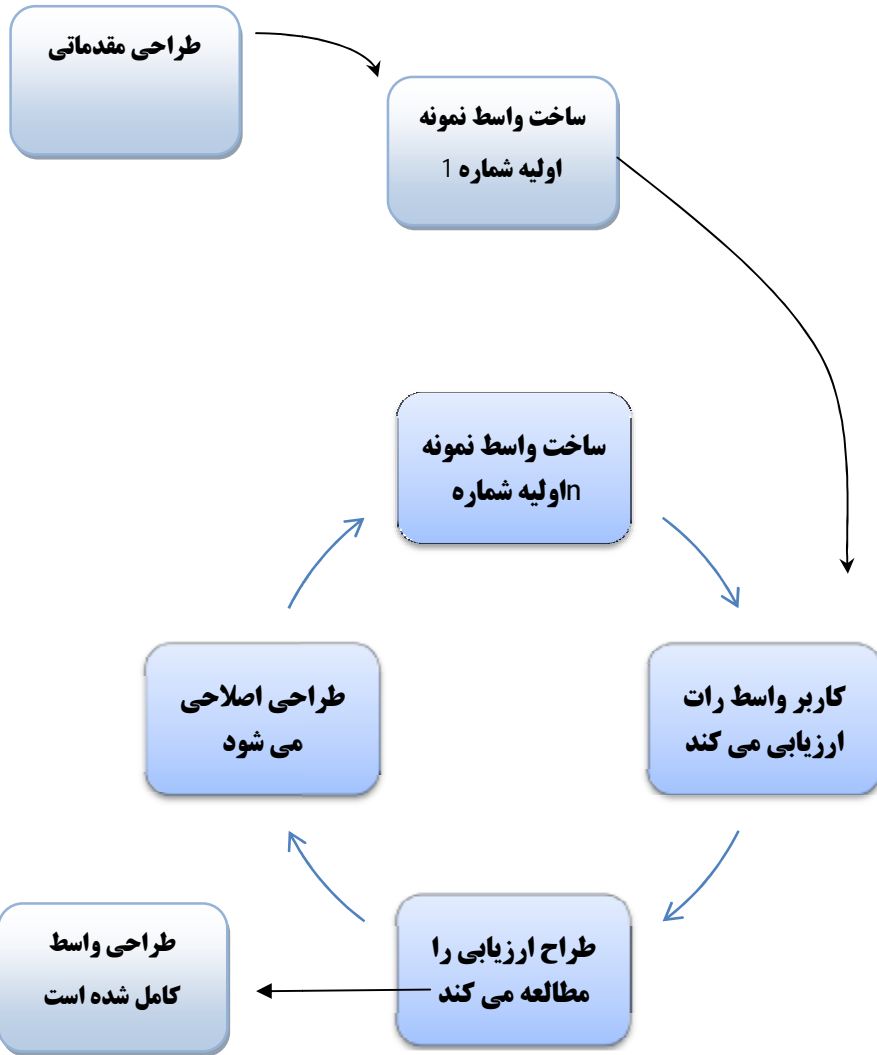 طراحی مقدماتی
ساخت واسط نمونه
اولیه شماره 1
ساخت واسط نمونه
اولیه شماره n
کاربر واسط رات
ارزیابی می کند
طراحی اصلاحی
می شود
طراح ارزیابی را
مطالعه می کند
طراحی واسط
کامل شده است